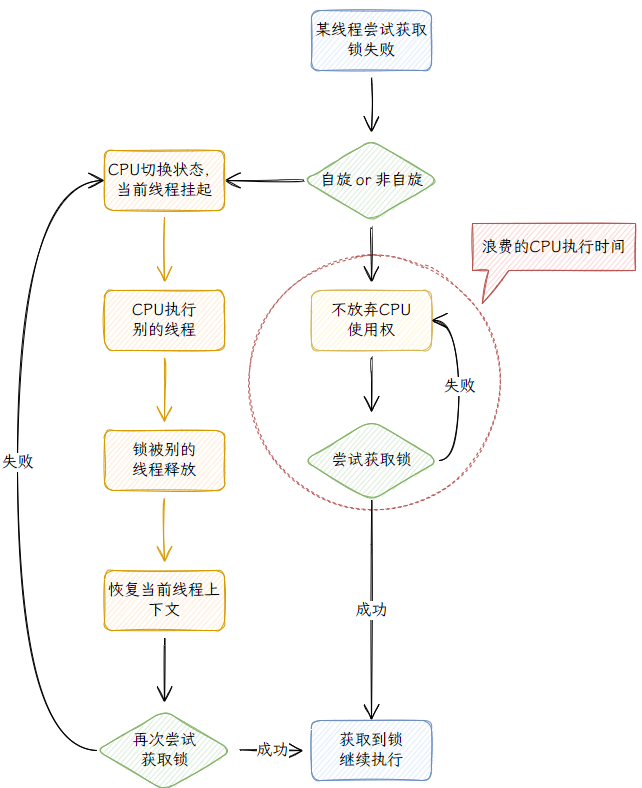 某线程尝试获取
锁失败
CPU切换状态,
当前线程挂起
自旋 or 非自旋
浪费的CPU执行时间
CPU执行
别的线程
不放弃CPU
使用权
失败
锁被别的
线程释放
尝试获取锁
失败
恢复当前线程上
下文
成功
再次尝试
获取锁
成功
获取到锁
继续执行